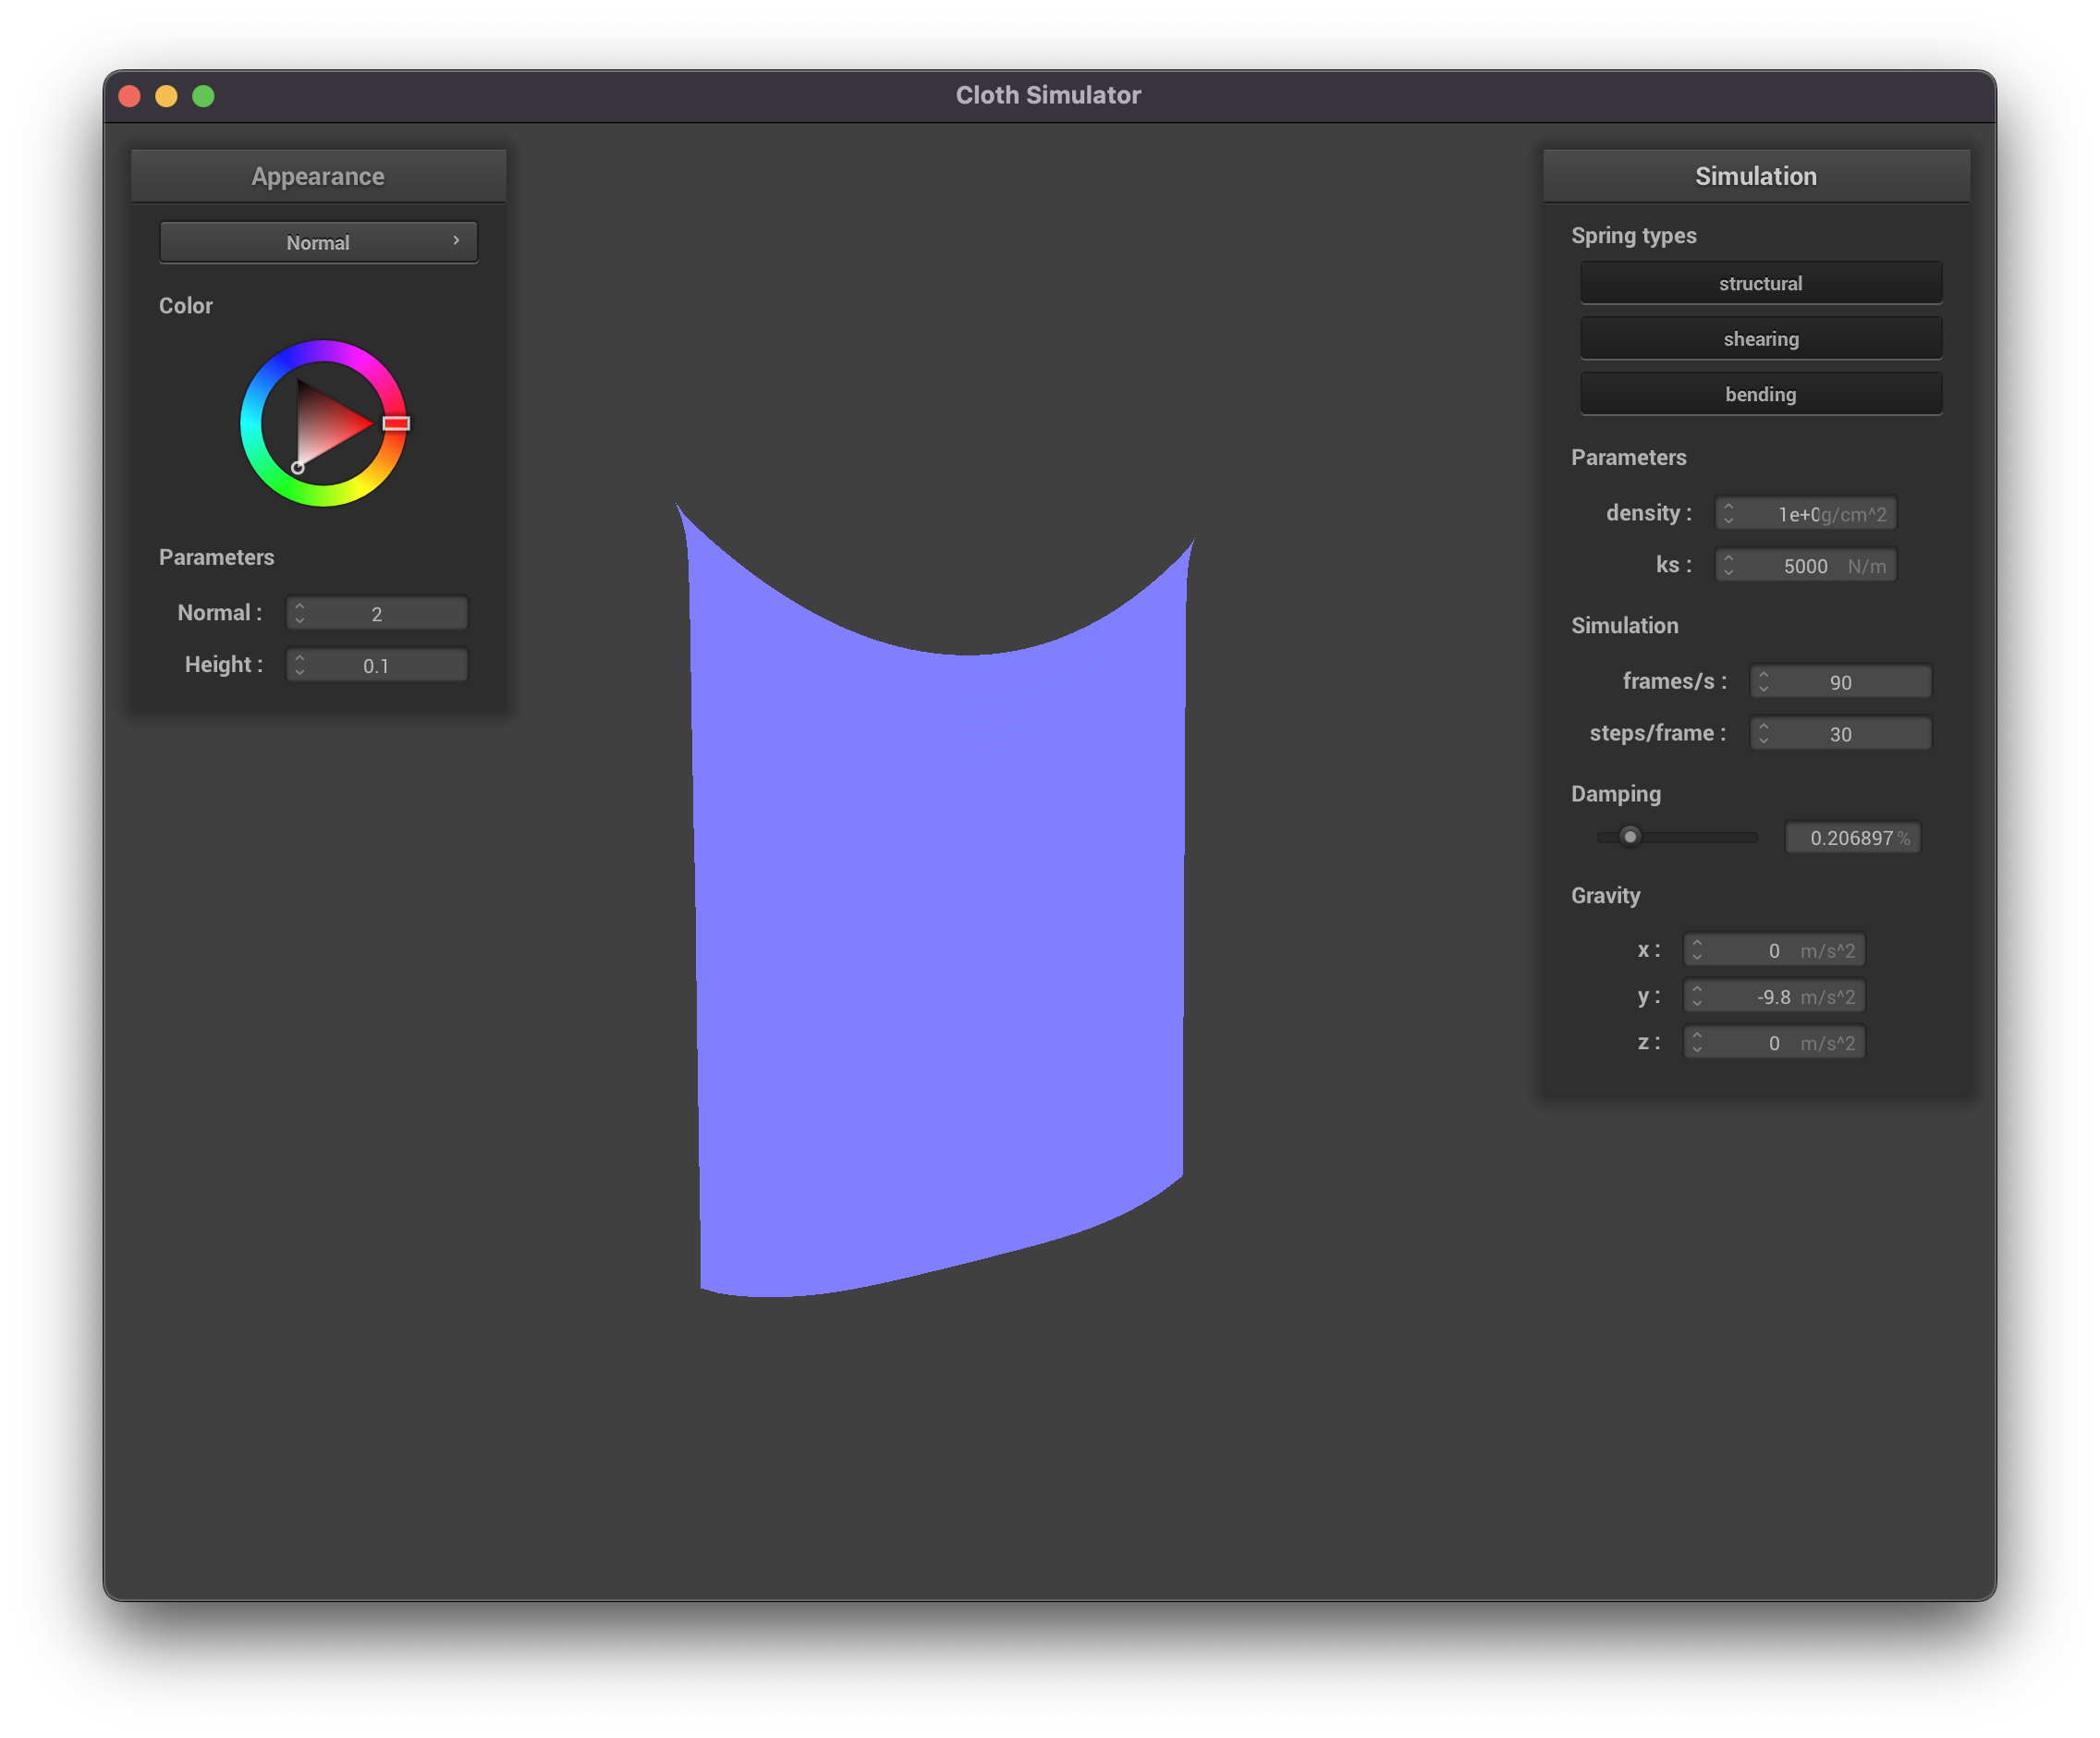 Cloth Simulator
Appearance
Normal
Color
Parameters
Normal : 2
Height : 0.1
Simulation
Spring types
structural
shearing
bending
Parameters
density : 1e+0g/cm^2
ks : 5000 N/m
Simulation
frames/s : 90
steps/frame : 30
Damping
0.206897 %
Gravity
x : 0 m/s^2
y : -9.8 m/s^2
z : 0 m/s^2